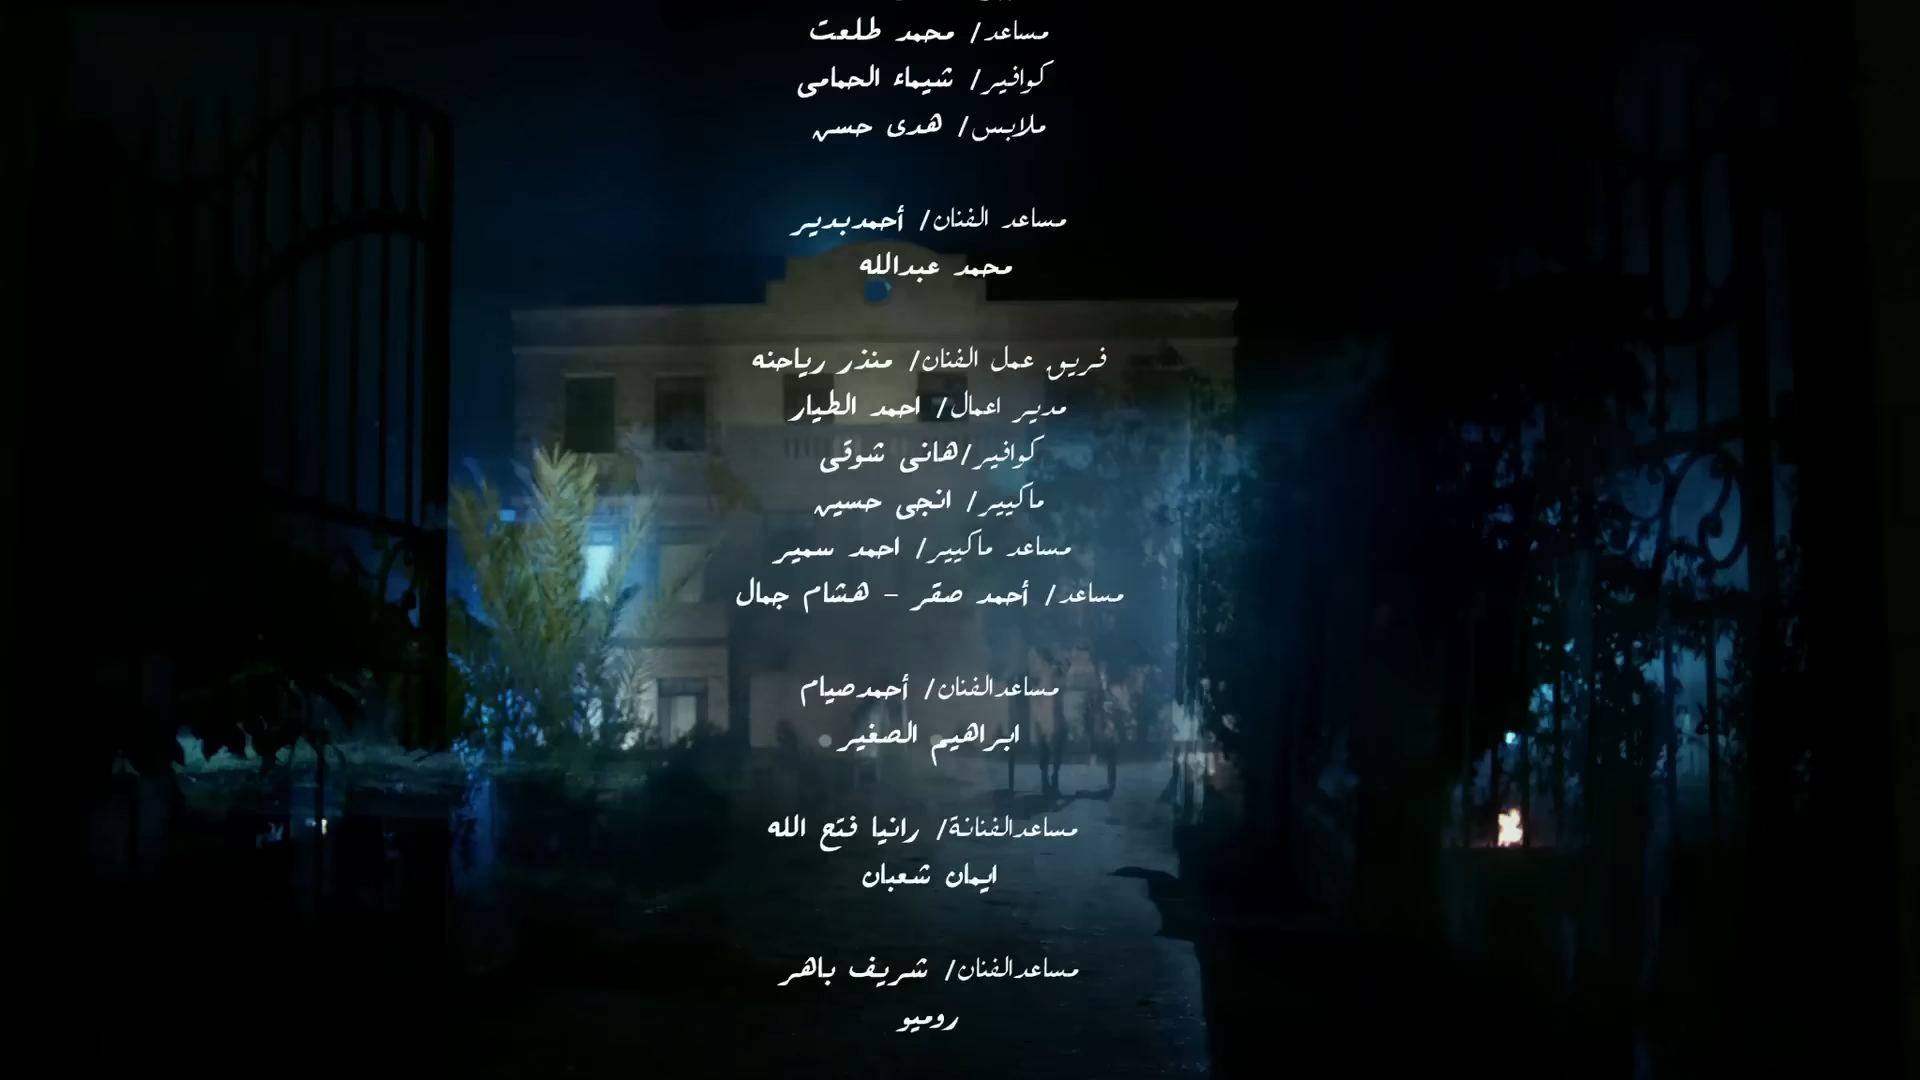 مساعد/ محمد طلعت
كوافير/ شيماء الحمامى
ملابس/ هدى حسن
مساعد الفنان/ أحمدبدير
محمد عبدالله
فريق عمل الفنان/ منذر رياحنه
مدير اعمال/ احمد الطيار
كوافير/هانى شوقى
ماكيير/ انجى حسين
مساعد ماكيير/ احمد سمير
مساعد/ أحمد صقر – هشام جمال
مساعدالفنان/ أحمدصيام
ابراهيم الصغير
مساعدالفنانة/ رانيا فتح الله
ايمان شعبان
مساعدالفنان/ شريف باهر
روميو